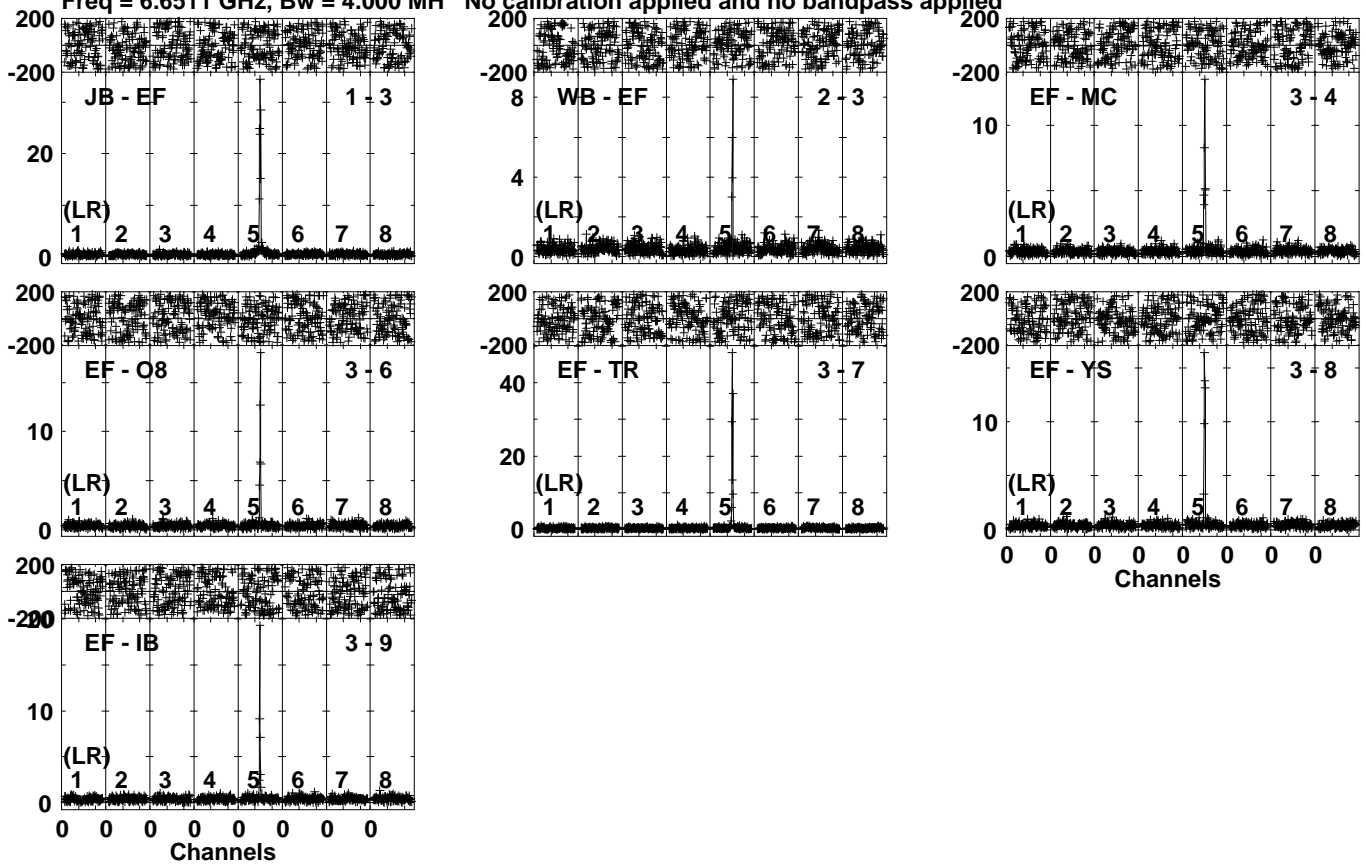 Freq = 6.6511 GHz, Bw = 4.000 MH No calibration applied and no bandpass applied
200 200 200
-200 -200 -200
JB - EF 1 - 3 WB - EF 2 - 3 EF - MC 3 - 4
20 8 10
4
(LR) (LR) (LR)
1 2 3 4 5 6 7 8 1 2 3 4 5 6 7 8 1 2 3 4 5 6 7 8
0 0 0
200 200 200
-200 -200 -200
EF - O8 3 - 6 EF - TR 3 - 7 EF - YS 3 - 8
10 40 10
20
(LR) (LR) (LR)
1 2 3 4 5 6 7 8 1 2 3 4 5 6 7 8 1 2 3 4 5 6 7 8
0 0 0
0 0 0 0 0 0 0 0
Channels
200
-200
20
EF - IB 3 - 9
10
(LR)
1 2 3 4 5 6 7 8
0
0 0 0 0 0 0 0 0
Channels